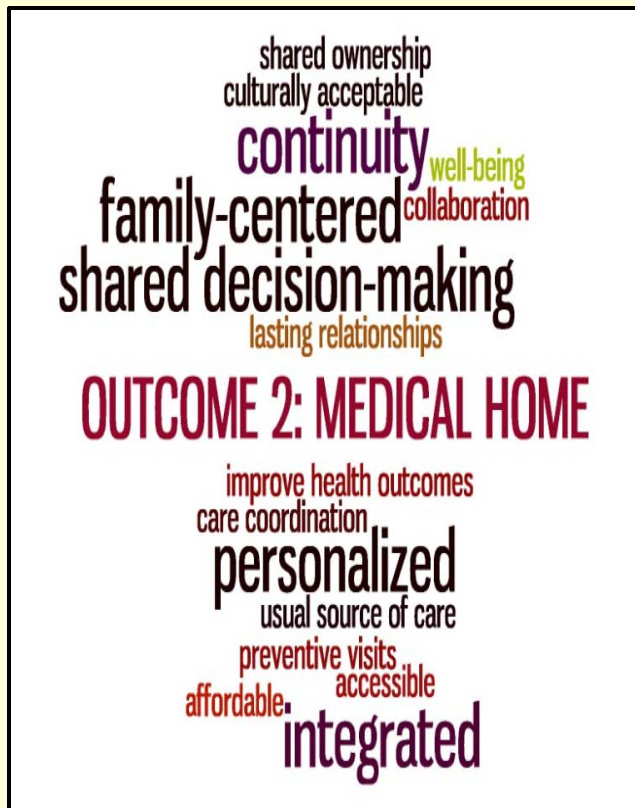 shared ownership
culturally acceptable
continuity
well-being
family-centered
collaboration
shared decision-making
lasting relationships
OUTCOME 2: MEDICAL HOME
improve health outcomes
care coordination
personalized
usual source of care
preventive visits
accessible
affordable
integrated